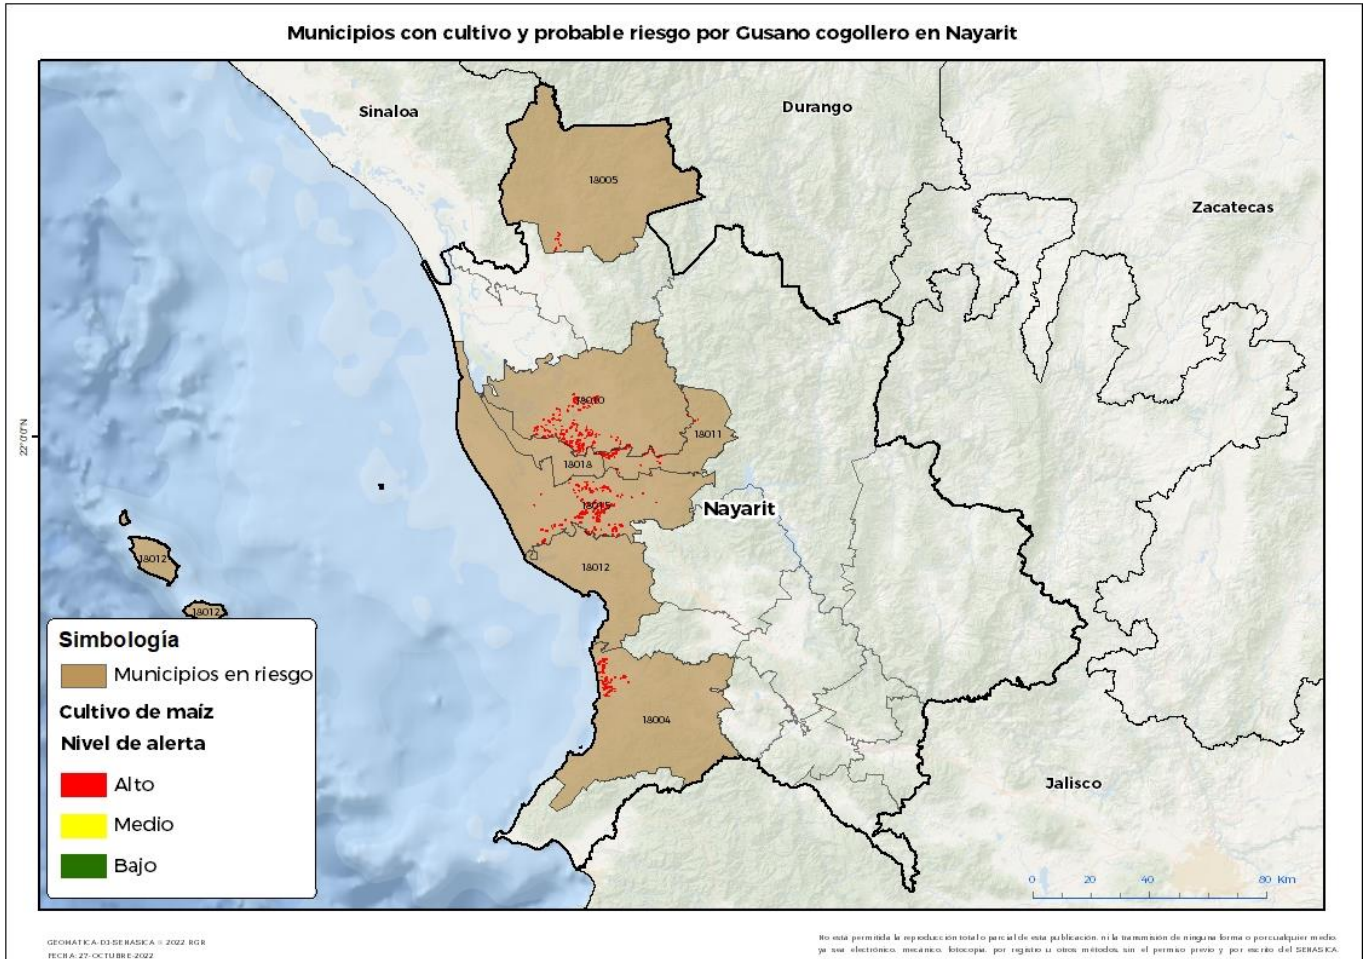 Municipios con cultivo y probable riesgo por Gusano cogollero en Nayarit
Sinaloa
Durango
18005
Zacatecas
18010
18011
22°0'0"N
18018
18015
Nayarit
18012
18012
18012
Simbología
Municipios en riesgo
Cultivo de maíz
Nivel de alerta
18004
Alto
Jalisco
Medio
Bajo
0 20 40 80 Km
GEOMATICA-DJ-SENASICA © 2022 RGR
FECHA: 27-OCTUBRE-2022
No está permitida la reproducción total o parcial de esta publicación, ni la transmisión de ninguna forma o por cualquier medio,
ya sea electrónico, mecánico, fotocopia, por registro u otros métodos, sin el permiso previo y por escrito del SENASICA.